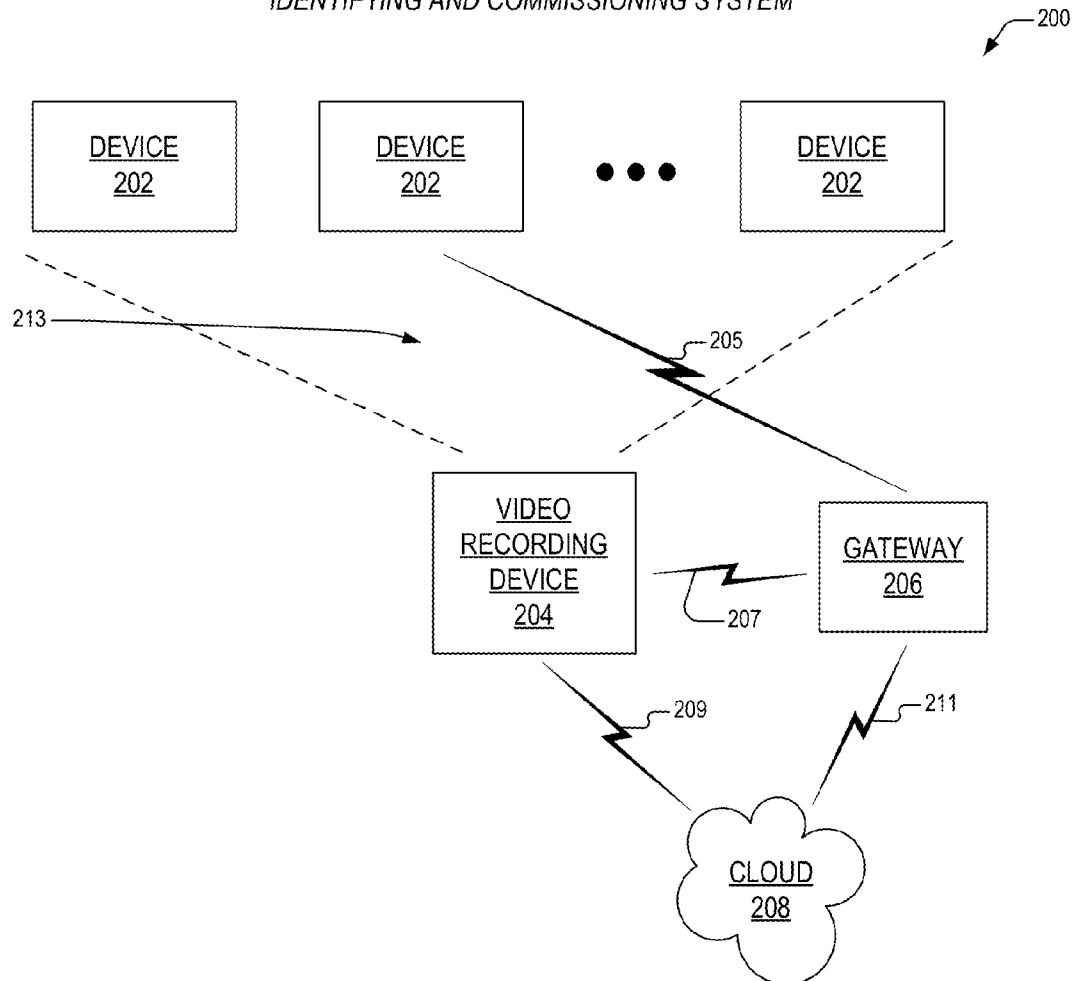 IDENTIFYING AND COMMISSIONING SYSTEM
200
DEVICE
202
DEVICE
202
DEVICE
202
213
205
VIDEO
RECORDING
DEVICE
204
GATEWAY
206
207
209
211
CLOUD
208